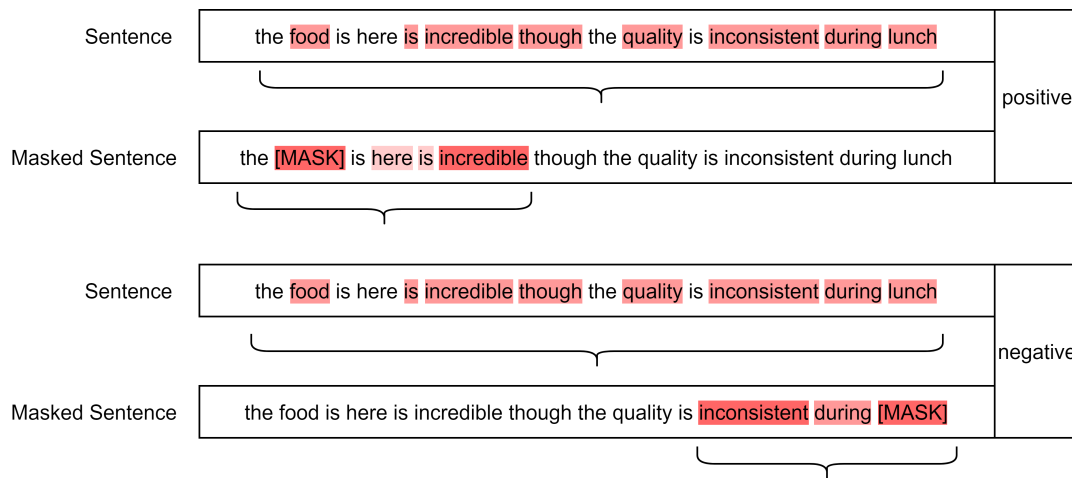 Sentence the food is here is incredible though the quality is inconsistent during lunch
positive
Masked Sentence the [MASK] is here is incredible though the quality is inconsistent during lunch
Sentence the food is here is incredible though the quality is inconsistent during lunch
negative
Masked Sentence the food is here is incredible though the quality is inconsistent during [MASK]